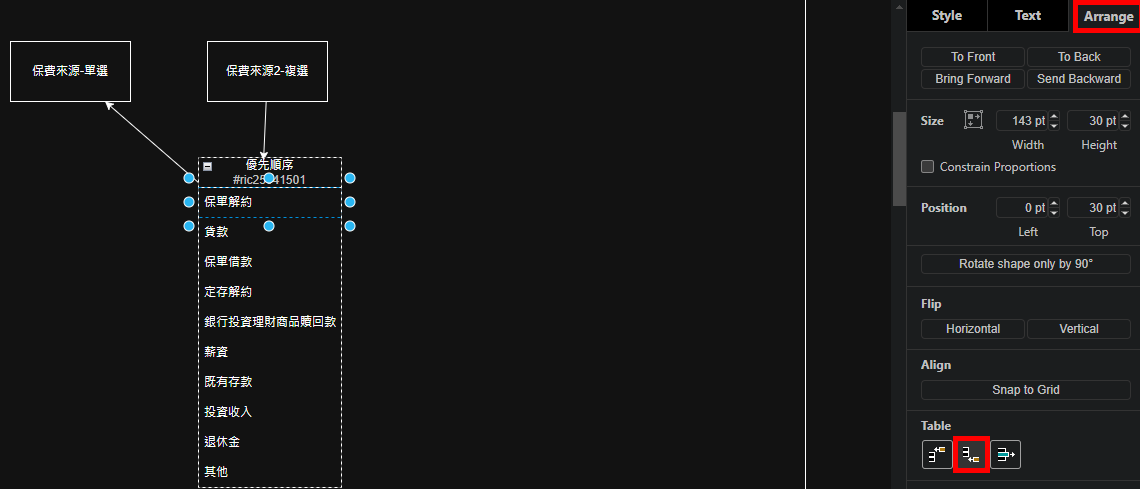 保費來源-單選
保費來源2-複選
優先順序
保單解約
貸款
保單借款
定存解約
銀行投資理財商品贖回款
薪資
既有存款
投資收入
退休金
其他
Style
Text
Arrange
To Front
To Back
Bring Forward
Send Backward
Size
143 pt
30 pt
Width
Height
Constrain Proportions
Position
0 pt
30 pt
Left
Top
Rotate shape only by 90°
Flip
Horizontal
Vertical
Align
Snap to Grid
Table